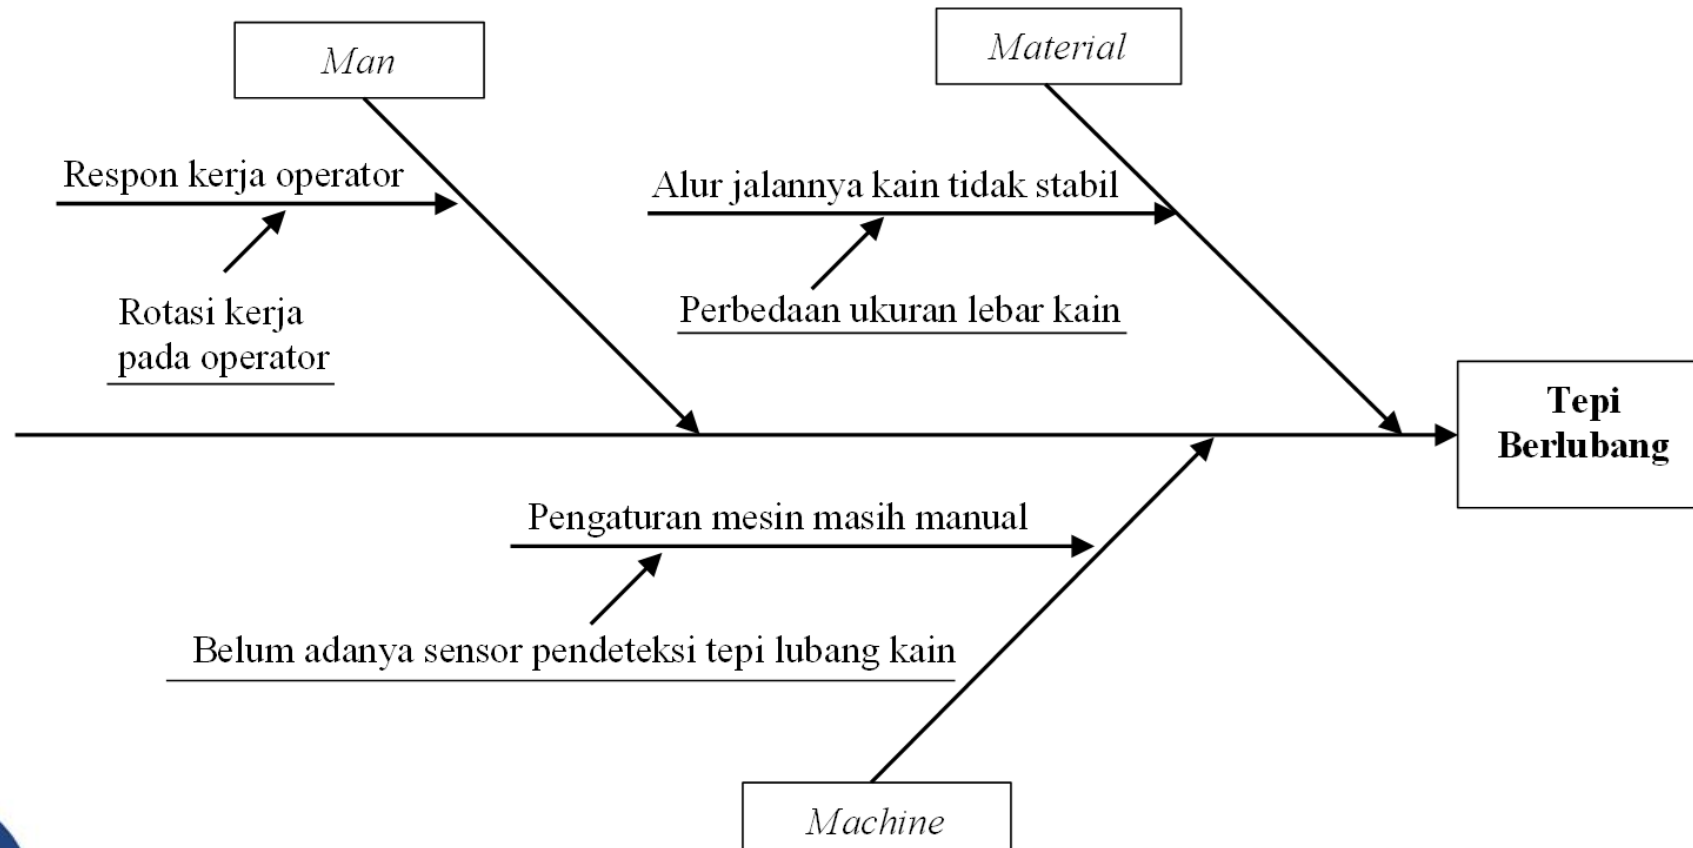 Man
Material
Respon kerja operator
Alur jalannya kain tidak stabil
Rotasi kerja
pada operator
Perbedaan ukuran lebar kain
Tepi
Berlubang
Pengaturan mesin masih manual
Belum adanya sensor pendeteksi tepi lubang kain
Machine